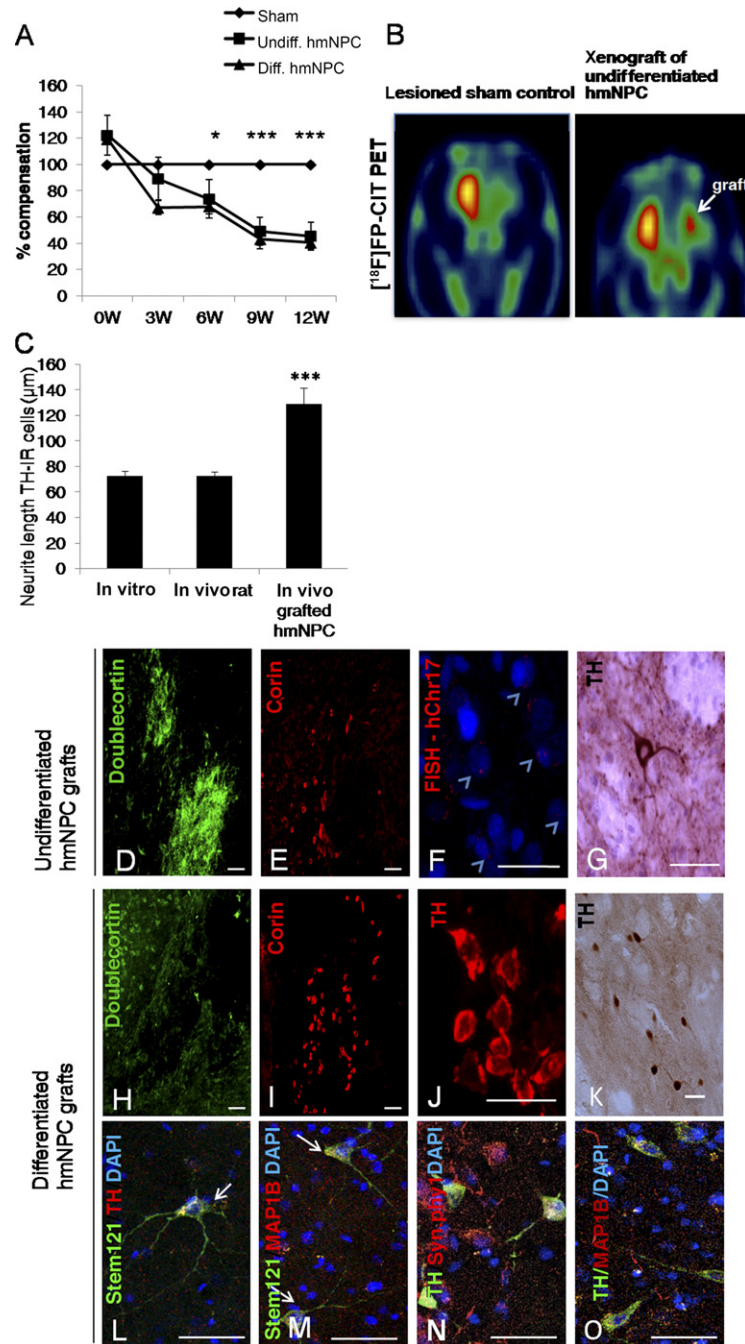 A
Sham
Undiff. hmNPC
Diff. hmNPC
% compensation
160
140
120
100
80
60
40
20
0
* *** ***
0W 3W 6W 9W 12W
B
Lesioned sham control
Xenograft of
undifferentiated
hmNPC
[18F]FP-CIT PET
graft
C
Neurite length TH-IR cells (µm)
160
140
120
100
80
60
40
20
0
***
In vitro
In vivo rat
In vivo
grafted
hmNPC
Undifferentiated
hmNPC grafts
Doublecortin
D
Corin
E
FISH - hChr17
F
TH
G
Differentiated
hmNPC grafts
Doublecortin
H
Corin
I
TH
J
TH
K
Stem121 TH DAPI
L
Stem121 MAP1B/DAPI
M
TH Syn-phy1/DAPI
N
TH/MAP1B/DAPI
O